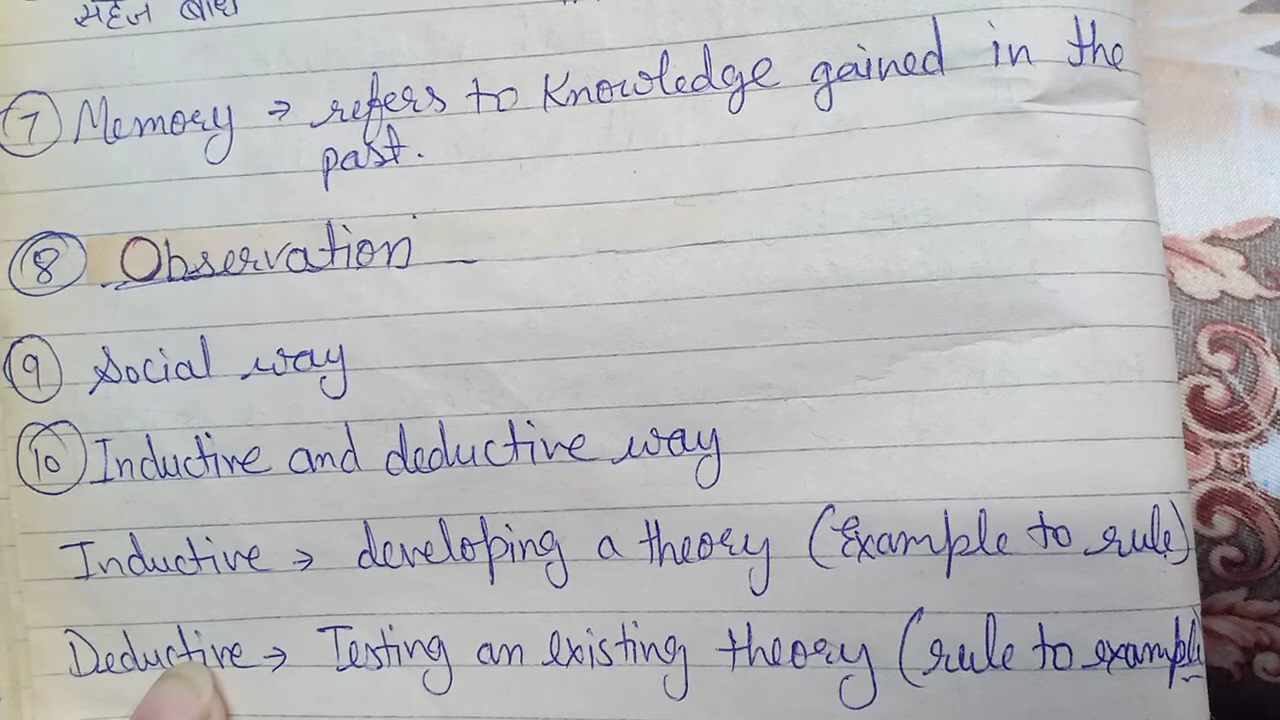 सहज बोध
⑦ Memory → refers to Knowledge gained in the
past.
⑧ Observation —
⑨ Social way
⑩ Inductive and deductive way
Inductive → developing a theory (Example to rule)
Deductive → Testing an existing theory (rule to example